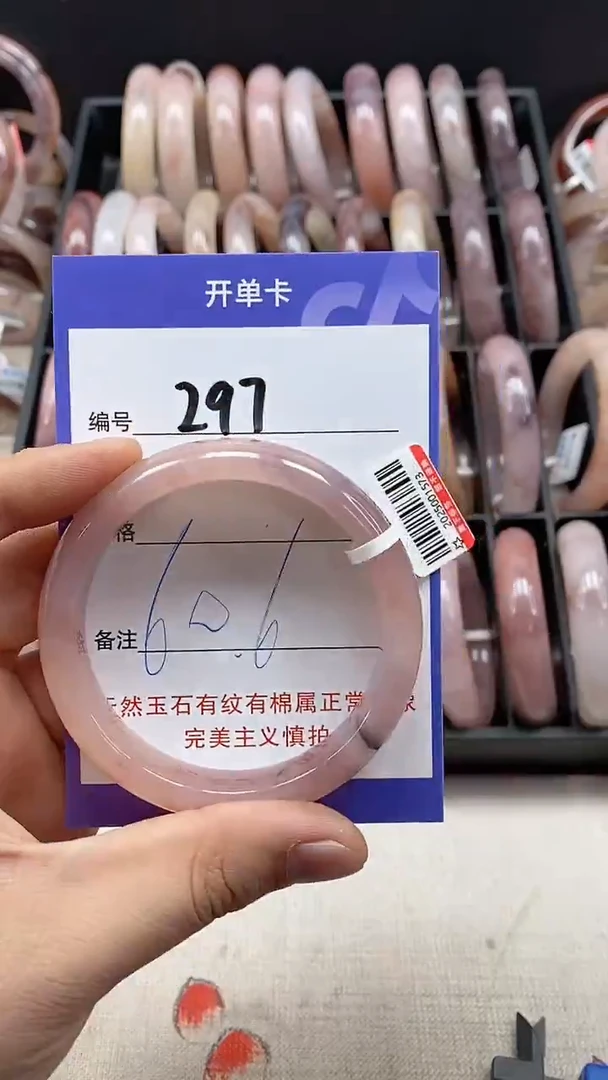 开单卡
编号 297
格
备注 60.6
然玉石有纹有棉属正常
完美主义慎拍
2025001573